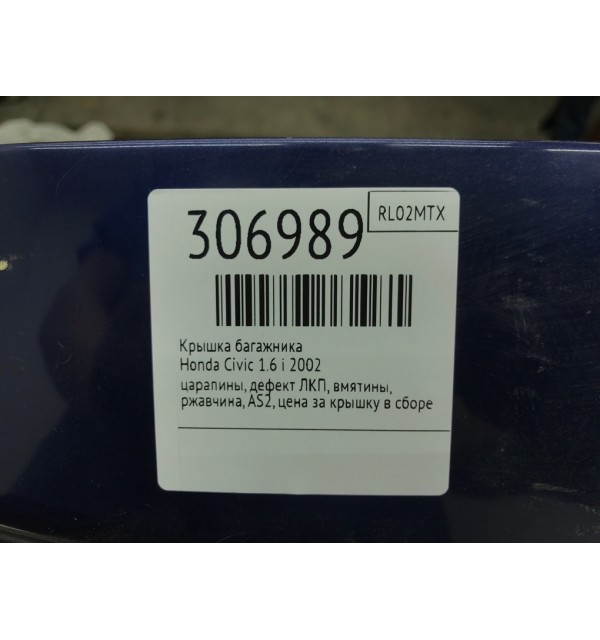 306989
RL02MTX
Крышка багажника
Honda Civic 1.6 i 2002
царапины, дефект ЛКП, вмятины,
ржавчина, AS2, цена за крышку в сборе